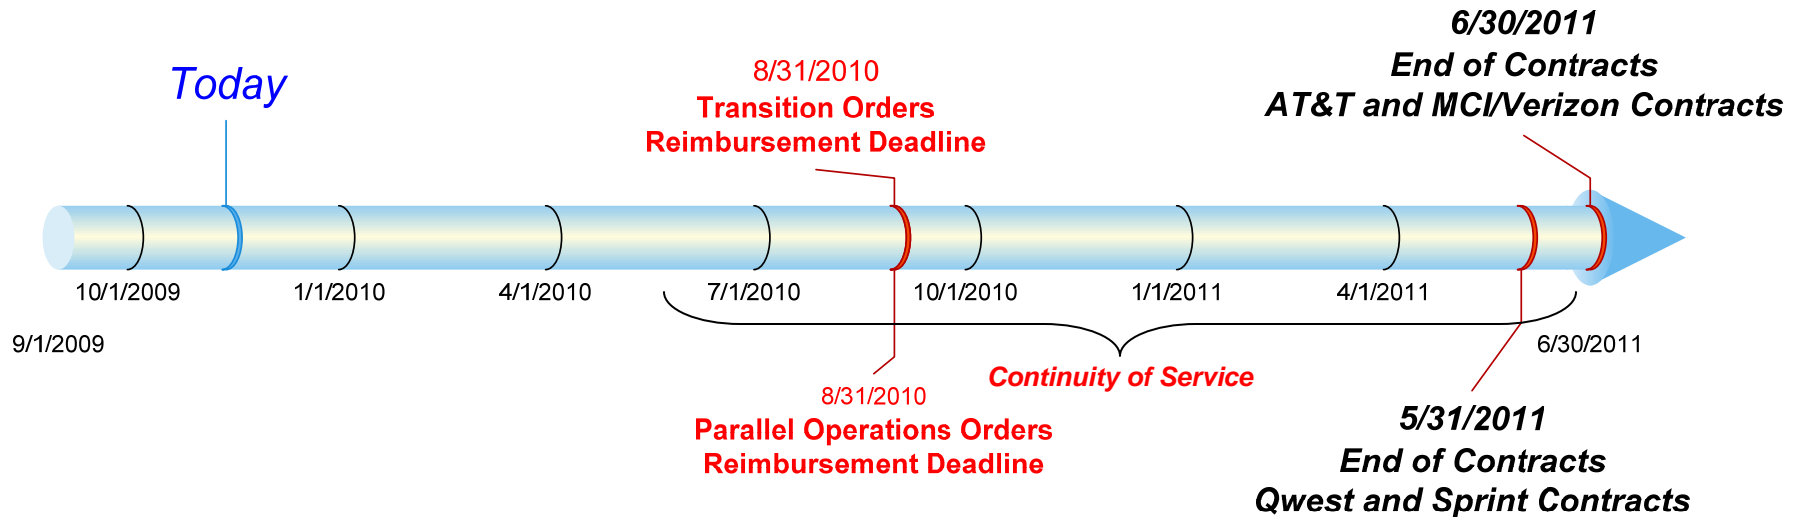 6/30/2011
End of Contracts
AT&T and MCI/Verizon Contracts
Today
8/31/2010
Transition Orders
Reimbursement Deadline
10/1/2009
1/1/2010
4/1/2010
7/1/2010
10/1/2010
1/1/2011
4/1/2011
9/1/2009
6/30/2011
Continuity of Service
8/31/2010
Parallel Operations Orders
Reimbursement Deadline
5/31/2011
End of Contracts
Qwest and Sprint Contracts